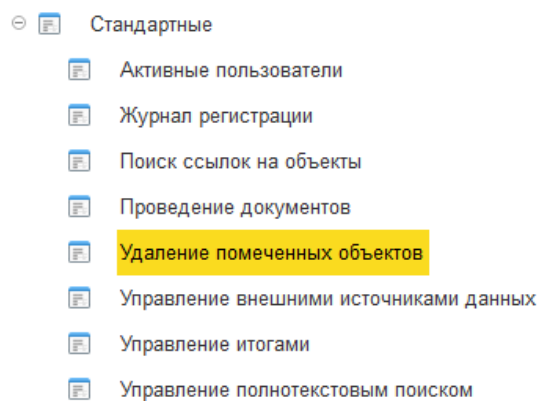 Стандартные
Активные пользователи
Журнал регистрации
Поиск ссылок на объекты
Проведение документов
Удаление помеченных объектов
Управление внешними источниками данных
Управление итогами
Управление полнотекстовым поиском